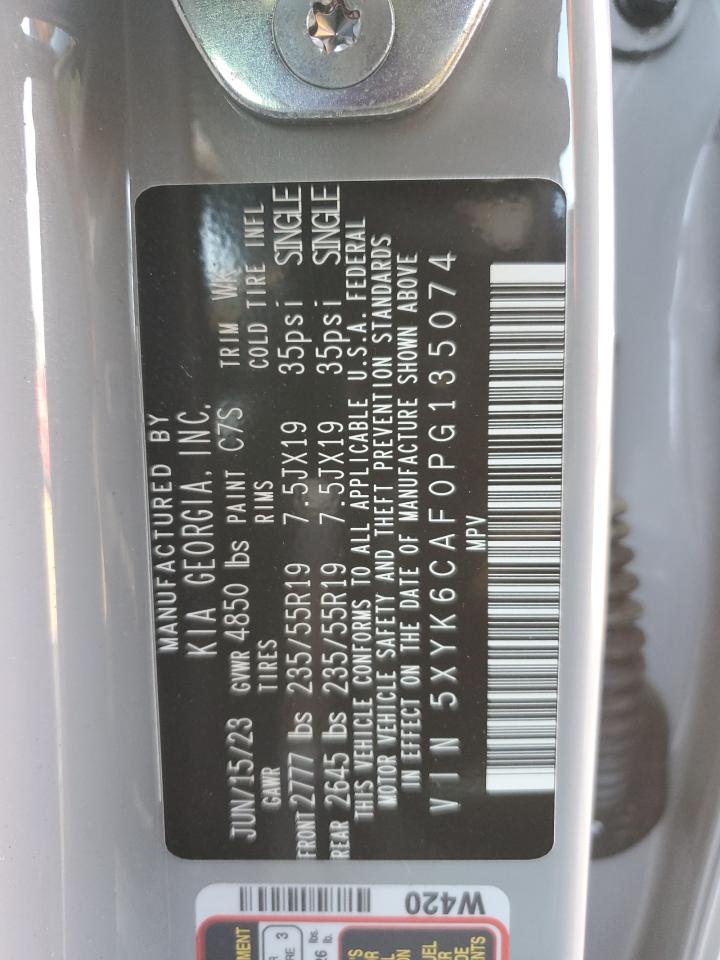 MANUFACTURED BY
KIA GEORGIA, INC.
JUN/15/23 GVWR 4850 lbs PAINT C7S TRIM WK
GAWR TIRES RIMS COLD TIRE INFL
FRONT 2777 lbs 235/55R19 7.5JX19 35psi SINGLE
REAR 2645 lbs 235/55R19 7.5JX19 35psi SINGLE
THIS VEHICLE CONFORMS TO ALL APPLICABLE U.S.A. FEDERAL
MOTOR VEHICLE SAFETY AND THEFT PREVENTION STANDARDS
IN EFFECT ON THE DATE OF MANUFACTURE SHOWN ABOVE
VIN 5XYK6CAF0PG135074
MPV
W420